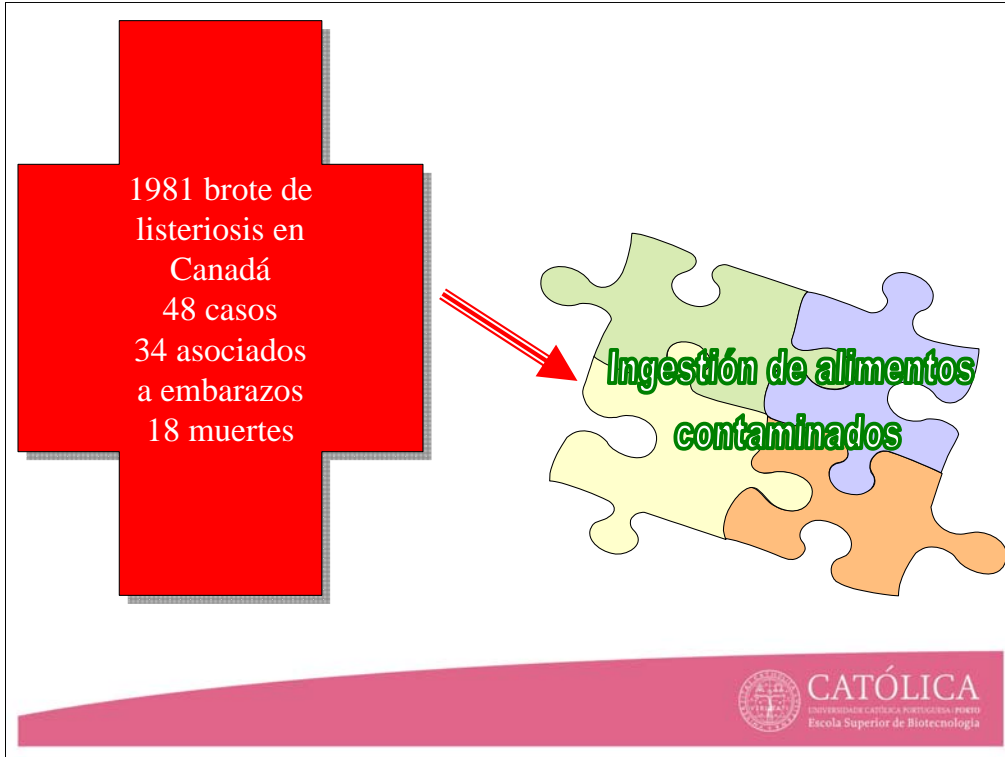 1981 brote de
listeriosis en
Canadá
48 casos
34 asociados
a embarazos
18 muertes
Ingestión de alimentos
contaminados
CATÓLICA
UNIVERSIDADE CATÓLICA PORTUGUESA | PORTO
Escola Superior de Biotecnologia